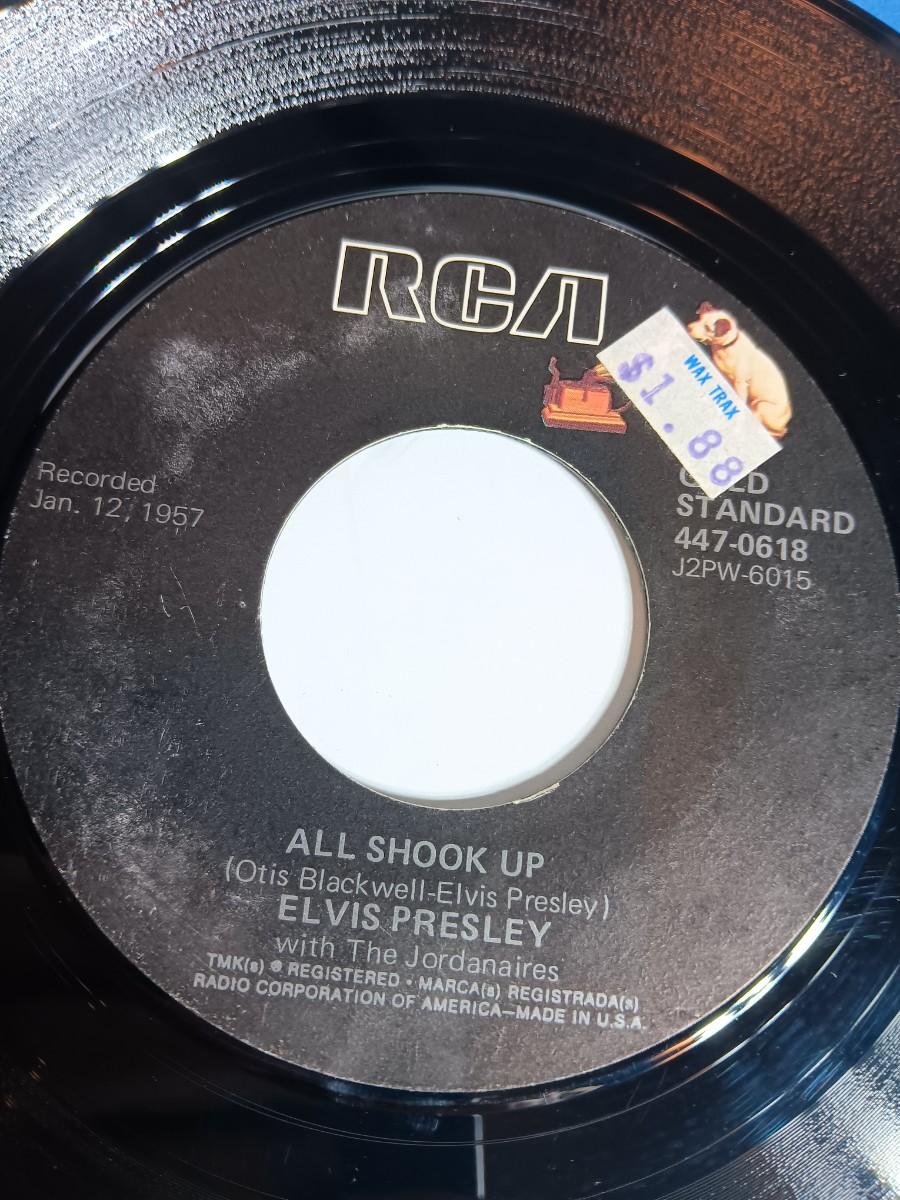 RCA
WAX TRAX
$1.88
Recorded
Jan. 12, 1957
STANDARD
447-0618
J2PW-6015
ALL SHOOK UP
(Otis Blackwell-Elvis Presley)
ELVIS PRESLEY
with The Jordanaires
TMK(s) ® REGISTERED • MARCA(s) REGISTRADA(s)
RADIO CORPORATION OF AMERICA—MADE IN U.S.A.